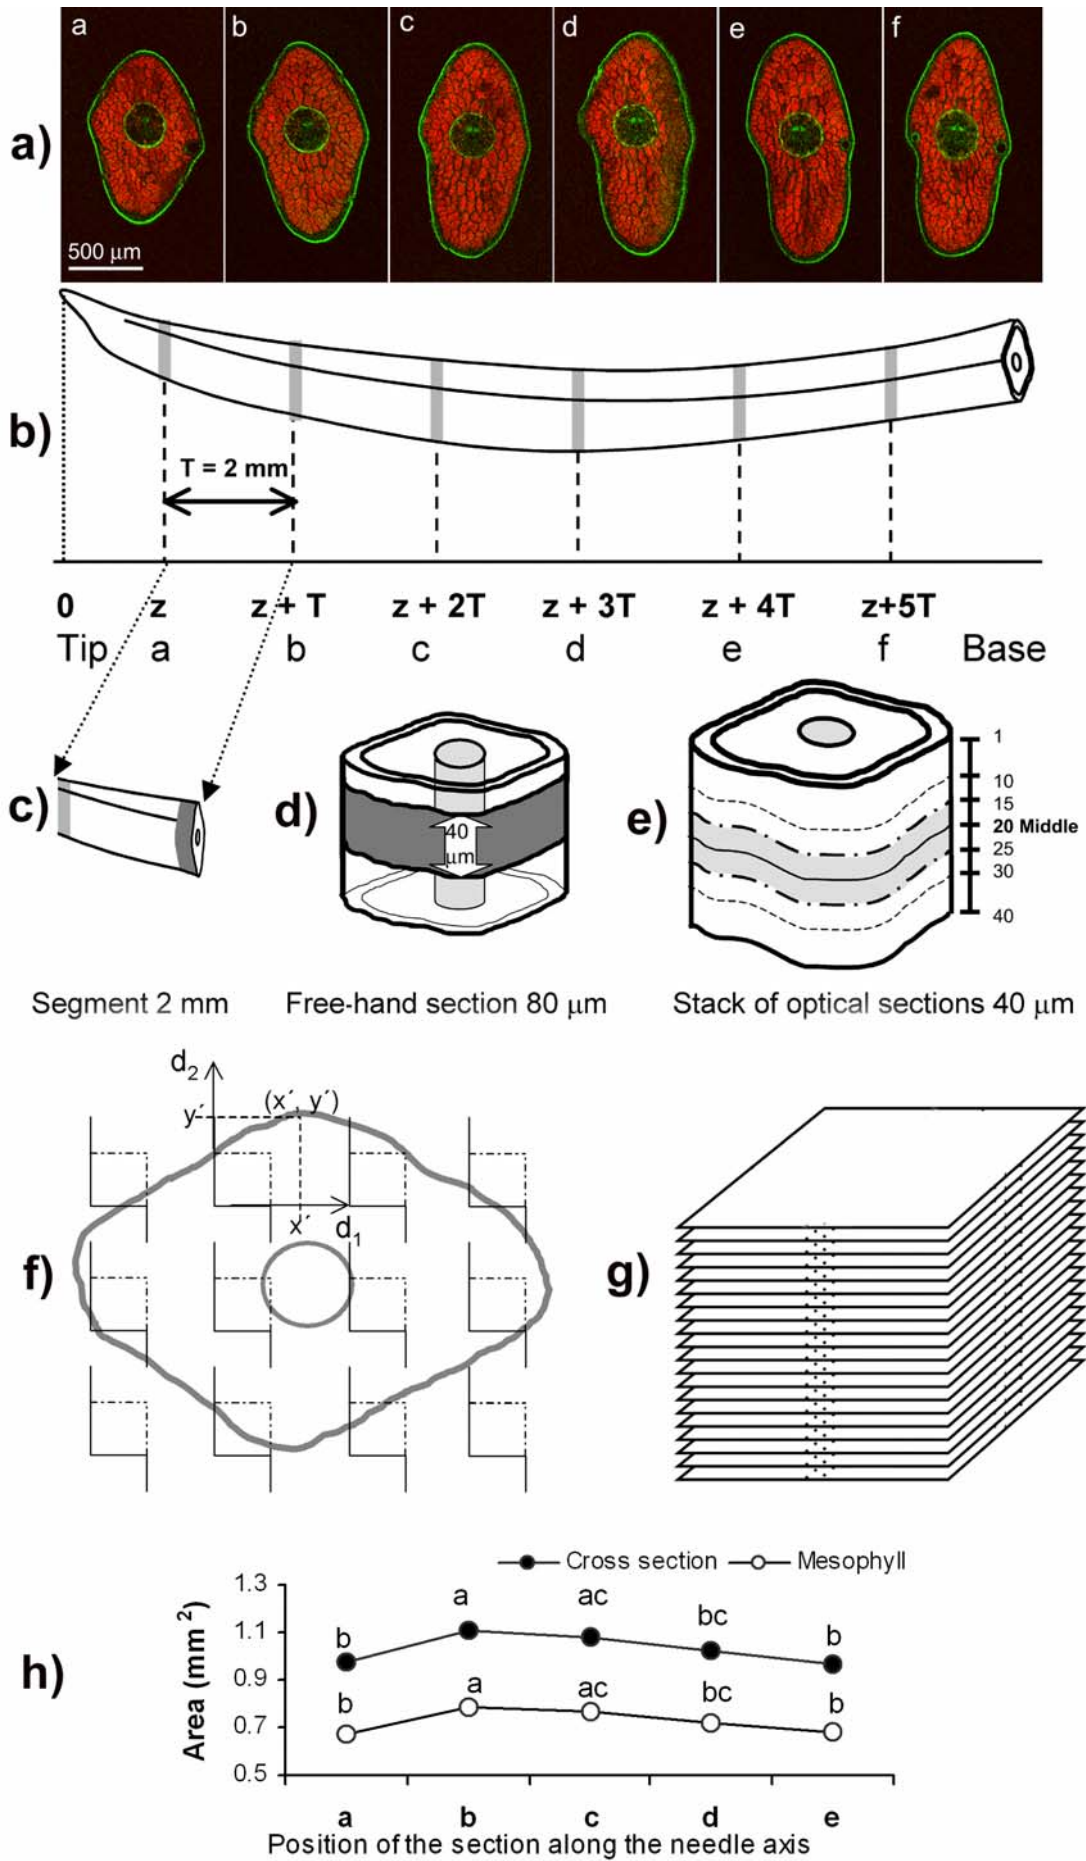 a b c d e f
a)
500 µm
b)
T = 2 mm
0 z z + T z + 2T z + 3T z + 4T z+5T
Tip a b c d e f Base
c)
d)
40
µm
e)
1
10
15
20 Middle
25
30
40
Segment 2 mm
Free-hand section 80 µm
Stack of optical sections 40 µm
f)
d2
y´
(x´, y´)
x´
d1
g)
h)
Cross section Mesophyll
Area (mm 2)
1.3
1.1
0.9
0.7
0.5
b a ac bc b
b a ac bc b
a b c d e
Position of the section along the needle axis